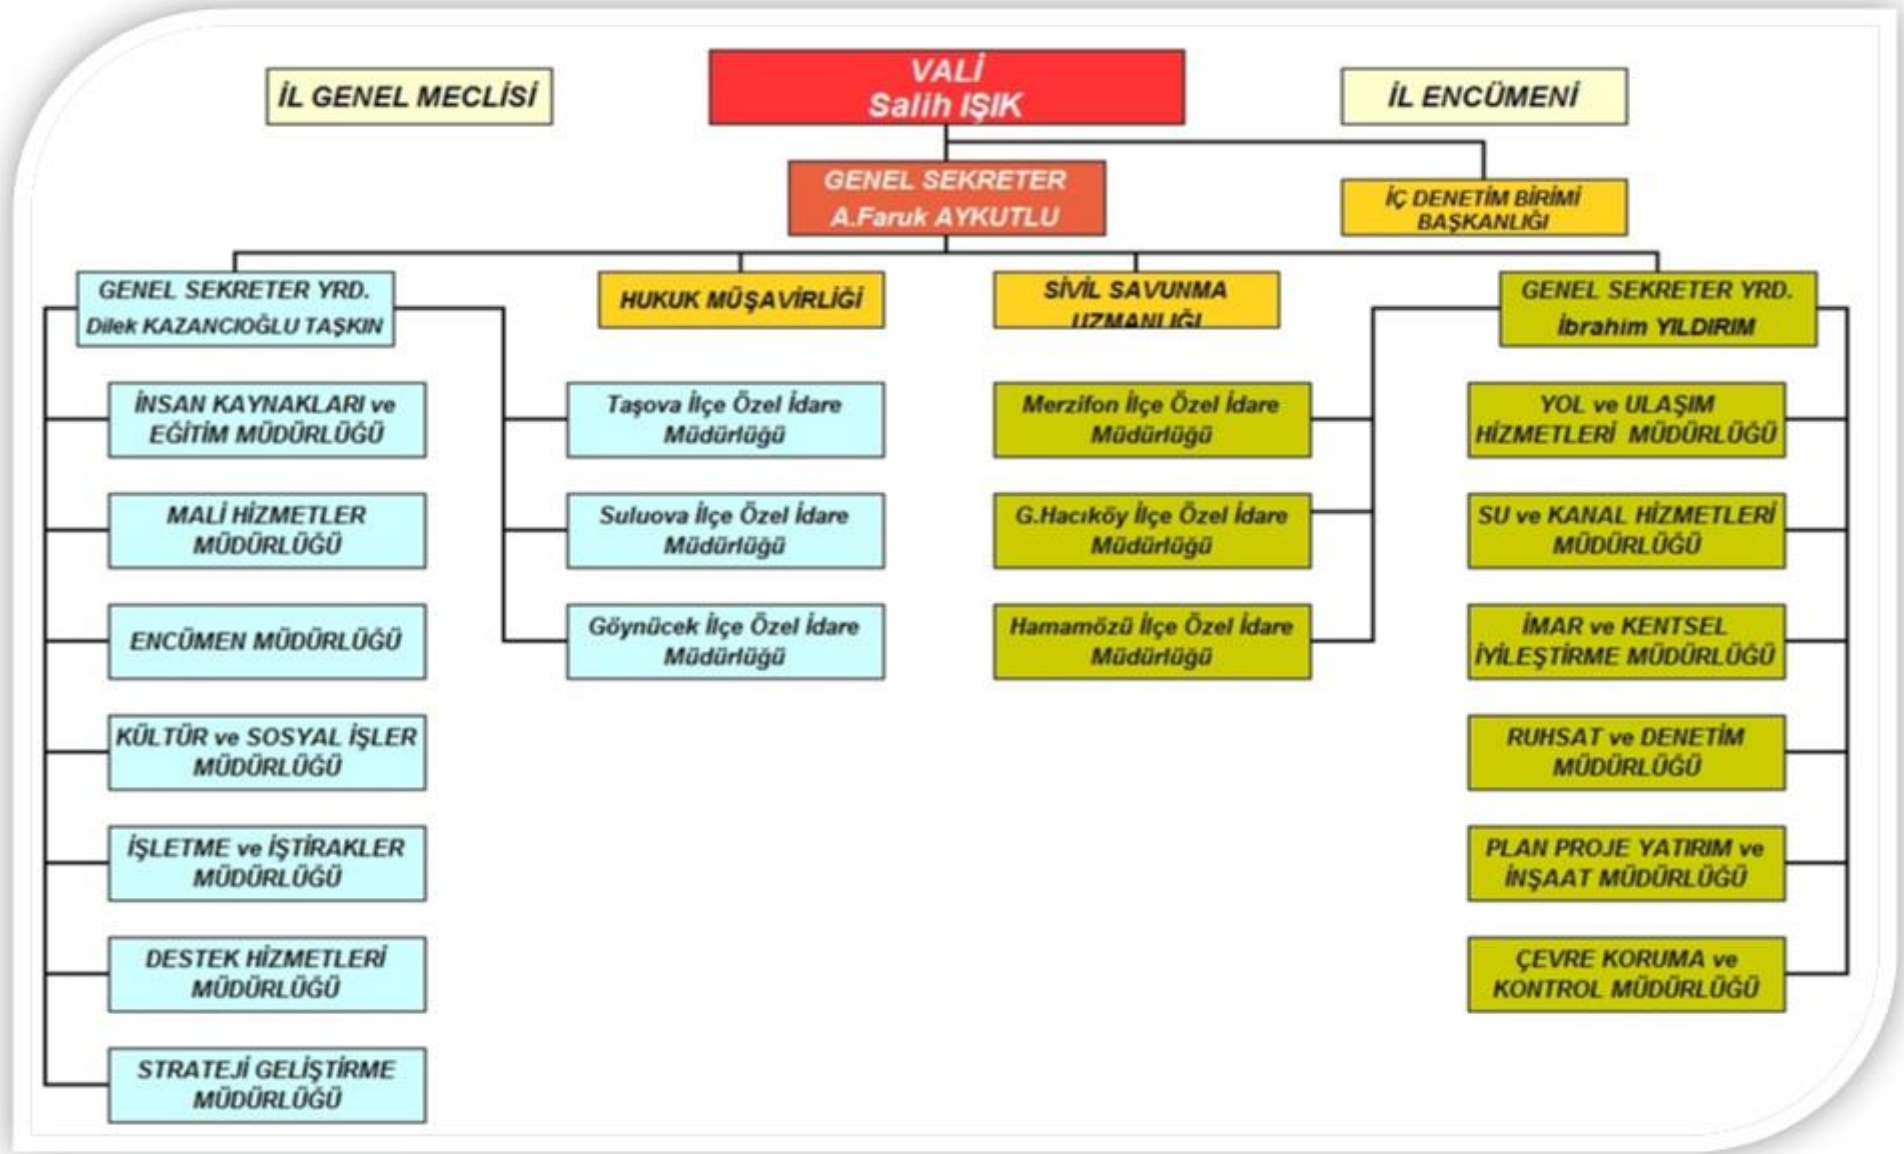 İL GENEL MECLİSİ
VALİ
Salih IŞIK
İL ENCÜMENİ
GENEL SEKRETER
A.Faruk AYKUTLU
İÇ DENETİM BİRİMİ
BAŞKANLIĞI
GENEL SEKRETER YRD.
Dilek KAZANCIOĞLU TAŞKIN
HUKUK MÜŞAVİRLİĞİ
SİVİL SAVUNMA
UZMANLIĞI
GENEL SEKRETER YRD.
İbrahim YILDIRIM
İNSAN KAYNAKLARI ve
EĞİTİM MÜDÜRLÜĞÜ
Taşova İlçe Özel İdare
Müdürlüğü
Merzifon İlçe Özel İdare
Müdürlüğü
YOL ve ULAŞIM
HİZMETLERİ MÜDÜRLÜĞÜ
MALİ HİZMETLER
MÜDÜRLÜĞÜ
Suluova İlçe Özel İdare
Müdürlüğü
G.Hacıköy İlçe Özel İdare
Müdürlüğü
SU ve KANAL HİZMETLERİ
MÜDÜRLÜĞÜ
ENCÜMEN MÜDÜRLÜĞÜ
Göynücek İlçe Özel İdare
Müdürlüğü
Hamamözü İlçe Özel İdare
Müdürlüğü
İMAR ve KENTSEL
İYİLEŞTİRME MÜDÜRLÜĞÜ
KÜLTÜR ve SOSYAL İŞLER
MÜDÜRLÜĞÜ
RUHSAT ve DENETİM
MÜDÜRLÜĞÜ
İŞLETME ve İŞTİRAKLER
MÜDÜRLÜĞÜ
PLAN PROJE YATIRIM ve
İNŞAAT MÜDÜRLÜĞÜ
DESTEK HİZMETLERİ
MÜDÜRLÜĞÜ
ÇEVRE KORUMA ve
KONTROL MÜDÜRLÜĞÜ
STRATEJİ GELİŞTİRME
MÜDÜRLÜĞÜ